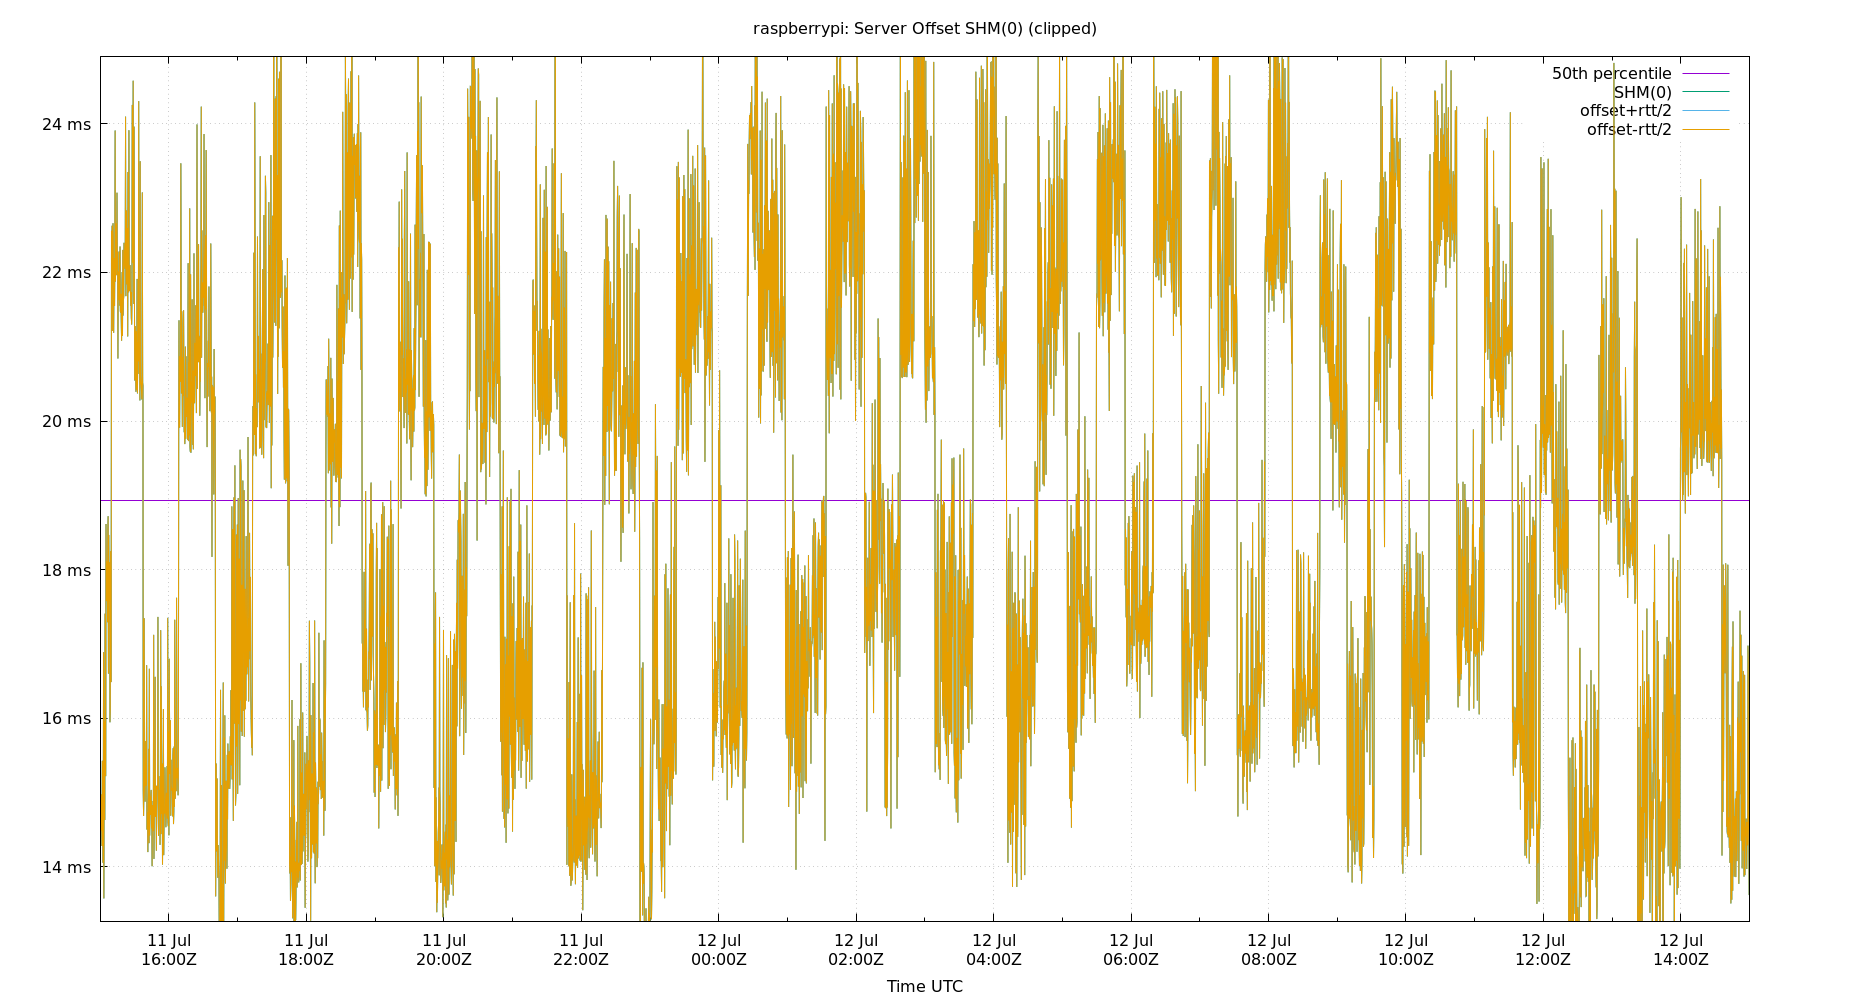 raspberrypi: Server Offset SHM(0) (clipped)
50th percentile
SHM(0)
offset+rtt/2
offset-rtt/2
24 ms
22 ms
20 ms
18 ms
16 ms
14 ms
11 Jul 11 Jul 11 Jul 11 Jul 12 Jul 12 Jul 12 Jul 12 Jul 12 Jul 12 Jul 12 Jul 12 Jul
16:00Z 18:00Z 20:00Z 22:00Z 00:00Z 02:00Z 04:00Z 06:00Z 08:00Z 10:00Z 12:00Z 14:00Z
Time UTC